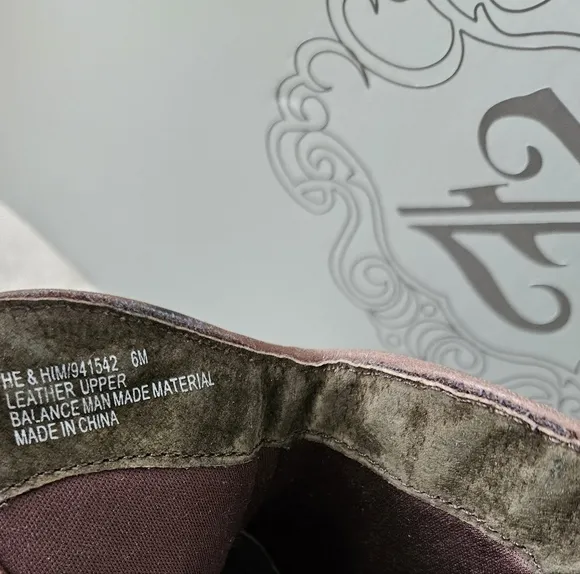 HE & HIM/941542 6M
LEATHER UPPER
BALANCE MAN MADE MATERIAL
MADE IN CHINA